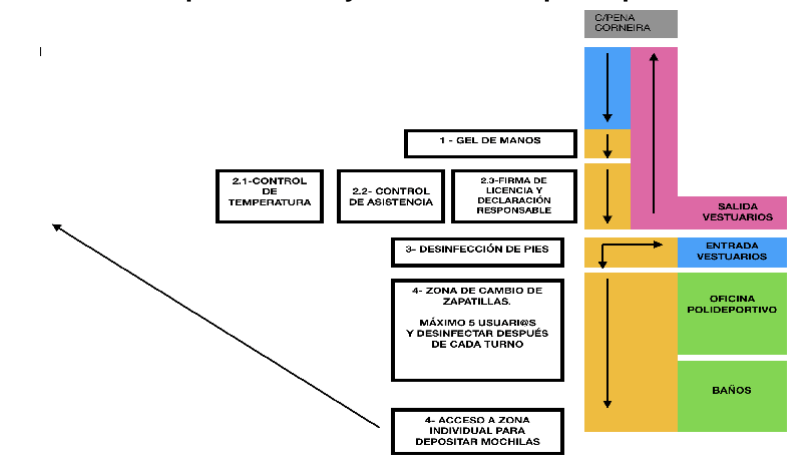 C/PENA
CORNEIRA
1 - GEL DE MANOS
2.1-CONTROL
DE
TEMPERATURA
2.2- CONTROL
DE ASISTENCIA
2.3-FIRMA DE
LICENCIA Y
DECLARACIÓN
RESPONSABLE
SALIDA
VESTUARIOS
3- DESINFECCIÓN DE PIES
ENTRADA
VESTUARIOS
4- ZONA DE CAMBIO DE
ZAPATILLAS.
MÁXIMO 5 USUARI@S
Y DESINFECTAR DESPUÉS
DE CADA TURNO
OFICINA
POLIDEPORTIVO
BAÑOS
4- ACCESO A ZONA
INDIVIDUAL PARA
DEPOSITAR MOCHILAS